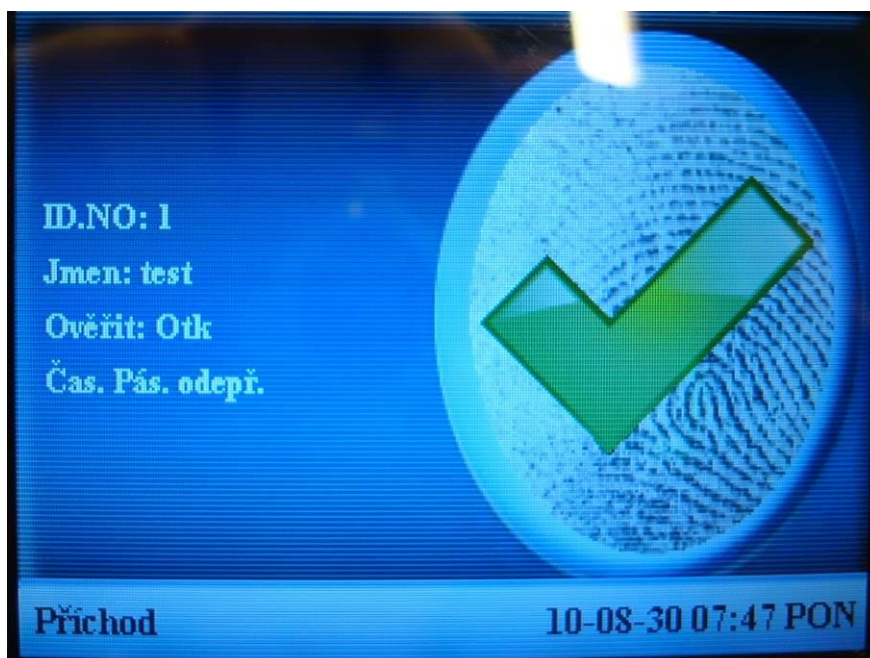 ID.NO: 1
Jmen: test
Ověřit: Otk
Čas. Pás. odepř.
Příchod 10-08-30 07:47 PON